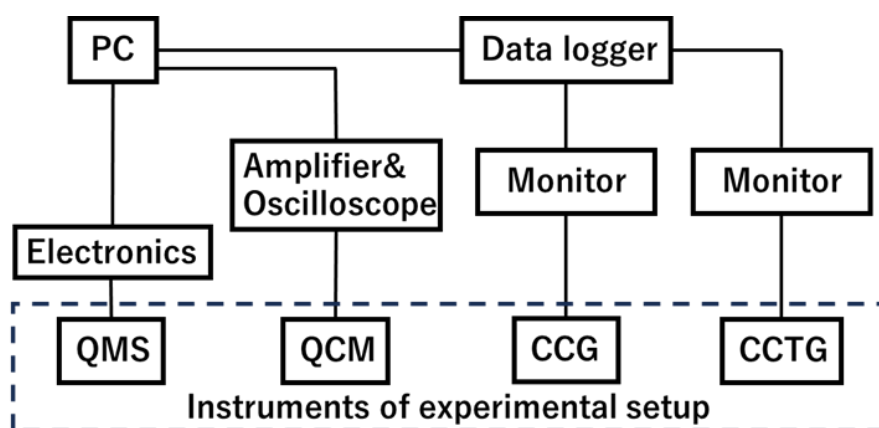 PC
Data logger
Amplifier&
Oscilloscope
Monitor
Monitor
Electronics
QMS
QCM
CCG
CCTG
Instruments of experimental setup